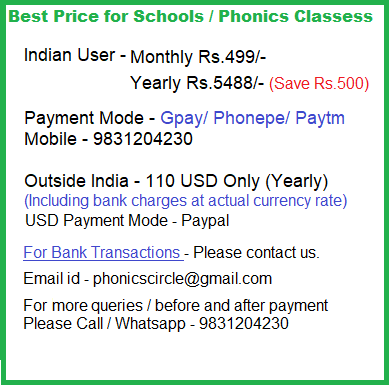 Best Price for Schools / Phonics Classess
Indian User - Monthly Rs.499/-
Yearly Rs.5488/- (Save Rs.500)
Payment Mode - Gpay/ Phonepe/ Paytm
Mobile - 9831204230
Outside India - 110 USD Only (Yearly)
(Including bank charges at actual currency rate)
USD Payment Mode - Paypal
For Bank Transactions - Please contact us.
Email id - phonicscircle@gmail.com
For more queries / before and after payment
Please Call / Whatsapp - 9831204230